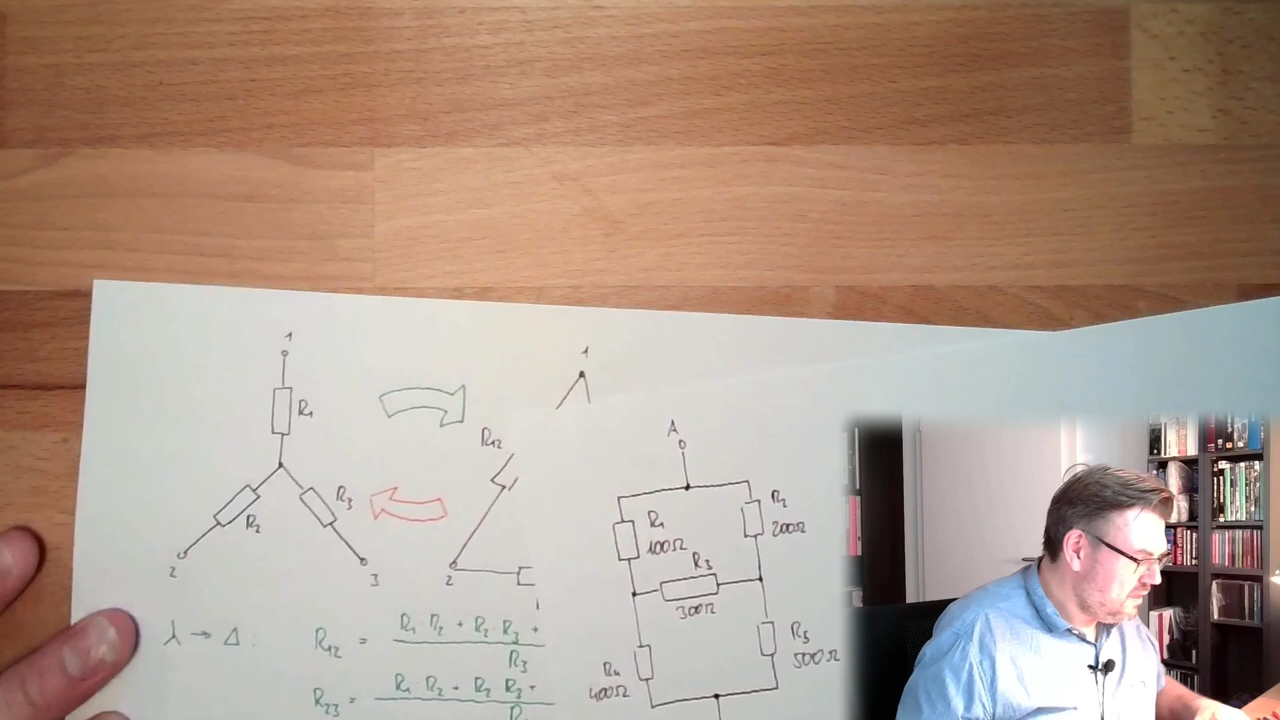 1
R1
R2
R3
2
3
1
R12
2
A
R1
100Ω
R2
200Ω
R3
300Ω
R4
400Ω
R5
500Ω
⅄ → Δ :
R12 = R1 · R2 + R2 · R3 +
R3
R23 = R1 R2 + R2 R3 +